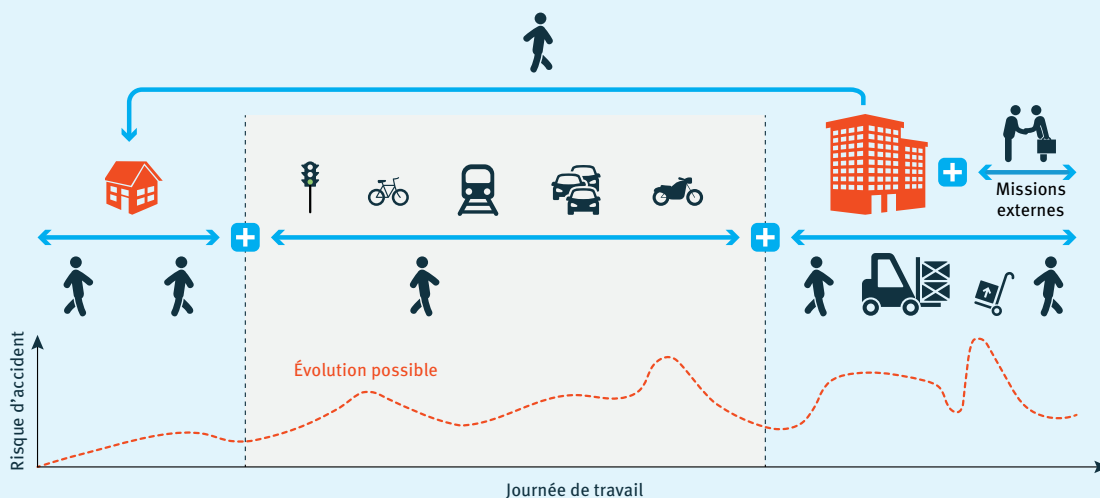 Missions
externes
Évolution possible
Risque d'accident
Journée de travail